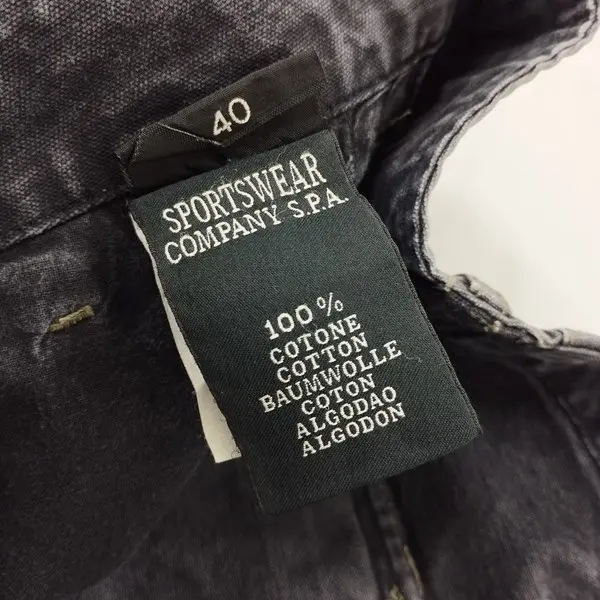 40
SPORTSWEAR
COMPANY S.P.A.
100 %
COTONE
COTTON
BAUMWOLLE
COTON
ALGODAO
ALGODON